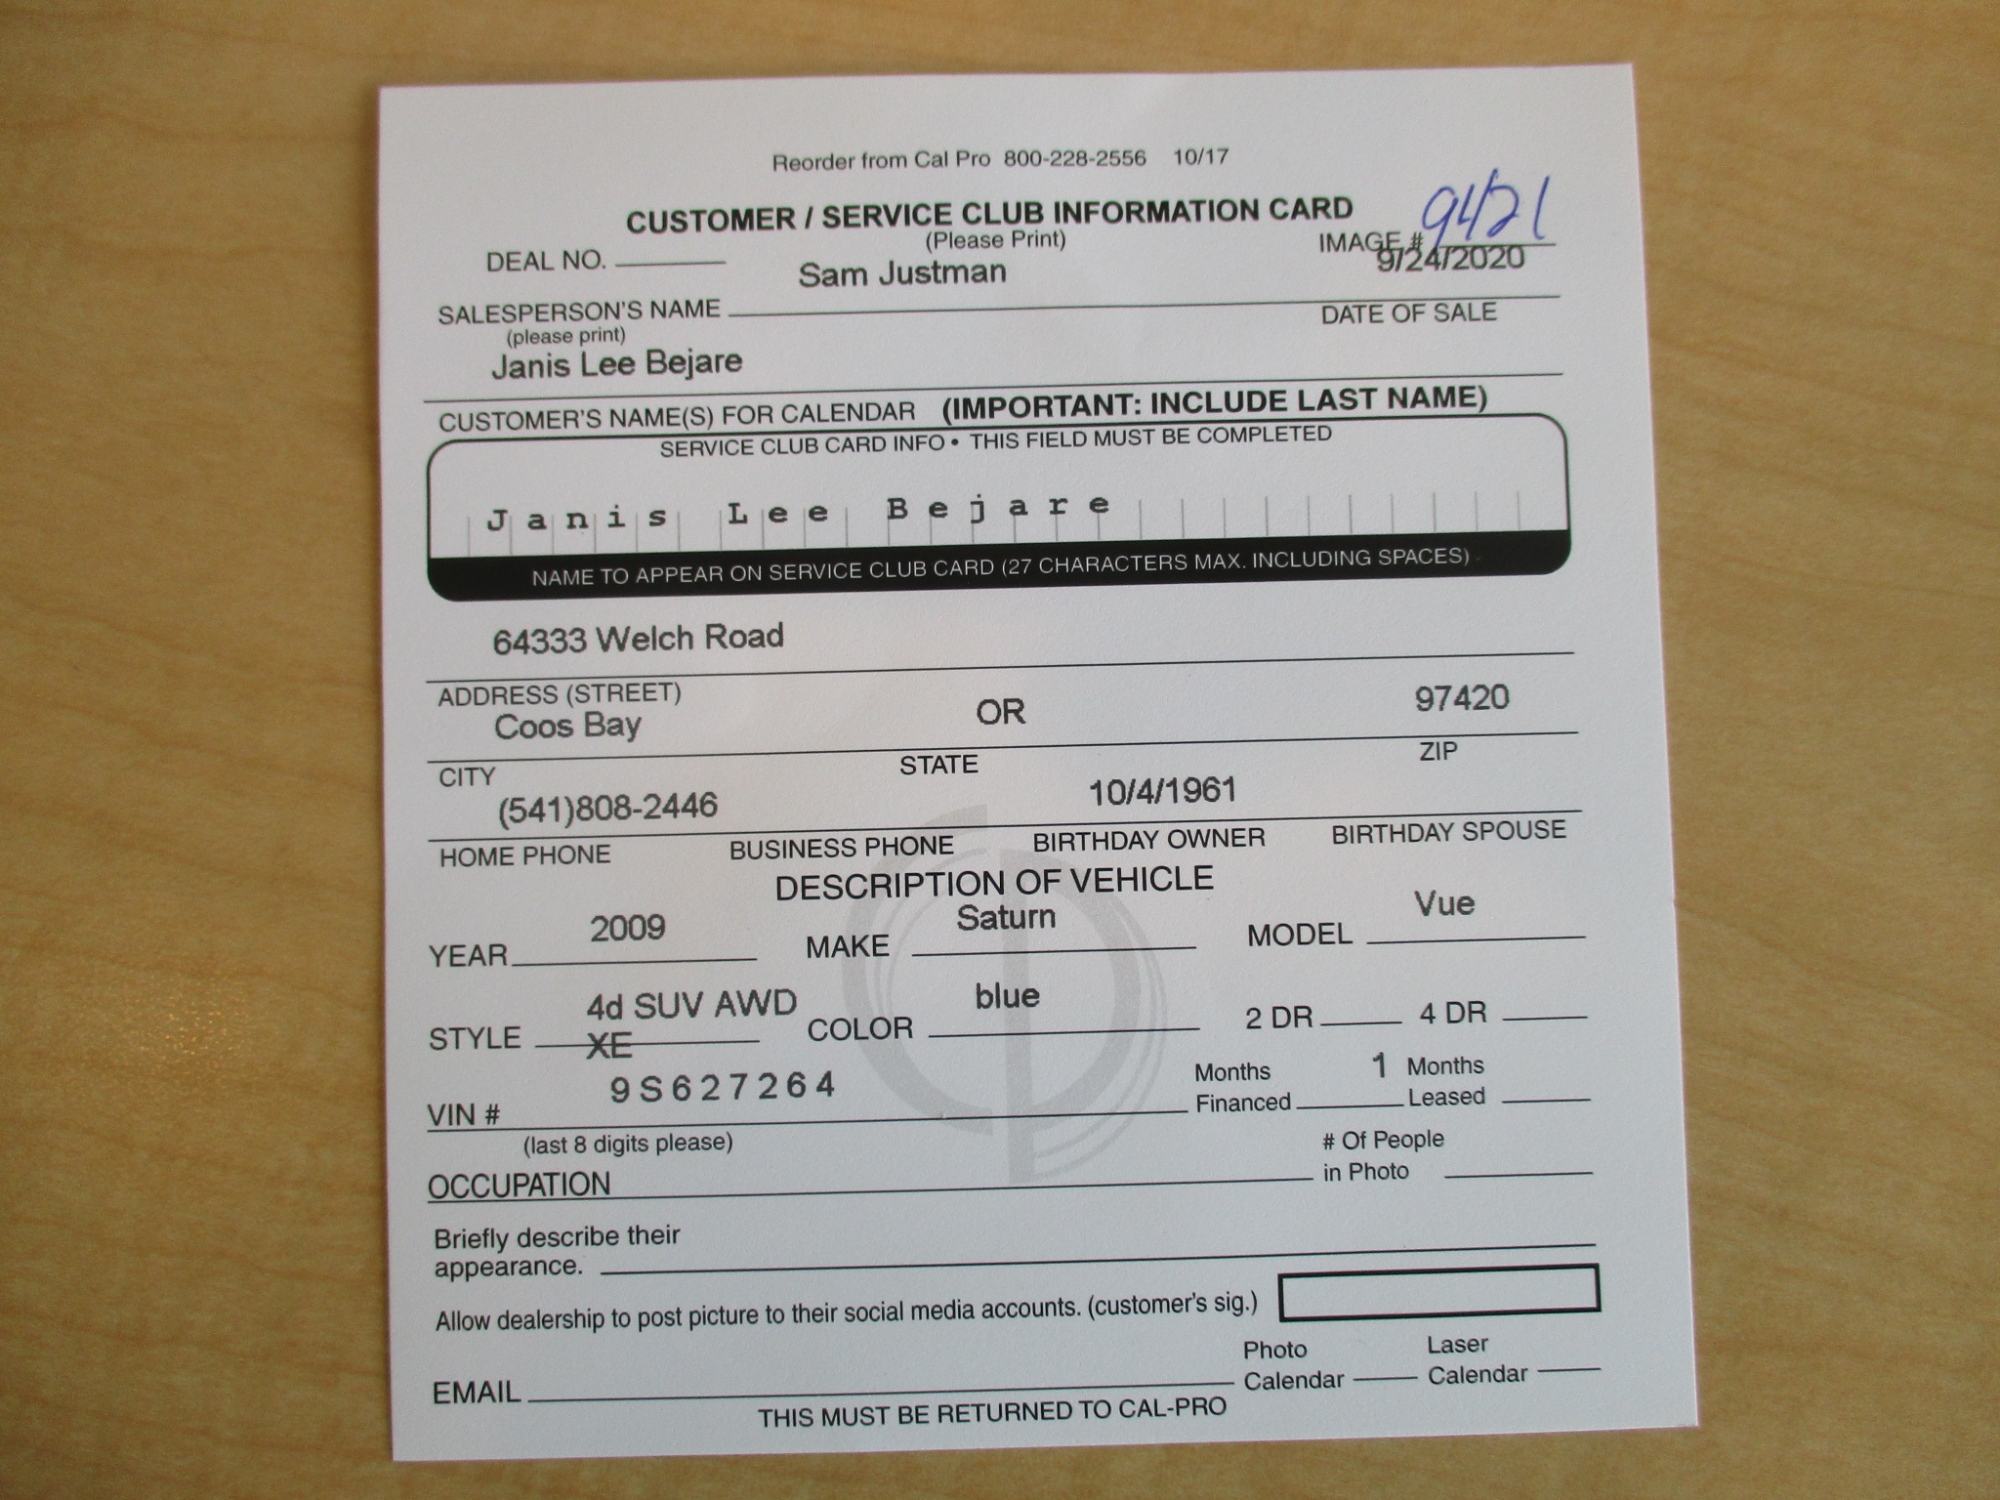 Reorder from Cal Pro 800-228-2556 10/17
CUSTOMER / SERVICE CLUB INFORMATION CARD
(Please Print)
DEAL NO.
IMAGE # 9421
Sam Justman
9/24/2020
SALESPERSON'S NAME
DATE OF SALE
(please print)
Janis Lee Bejare
CUSTOMER'S NAME(S) FOR CALENDAR (IMPORTANT: INCLUDE LAST NAME)
SERVICE CLUB CARD INFO • THIS FIELD MUST BE COMPLETED
Janis Lee Bejare
NAME TO APPEAR ON SERVICE CLUB CARD (27 CHARACTERS MAX. INCLUDING SPACES)
64333 Welch Road
ADDRESS (STREET)
Coos Bay OR 97420
CITY STATE ZIP
(541)808-2446 10/4/1961
HOME PHONE BUSINESS PHONE BIRTHDAY OWNER BIRTHDAY SPOUSE
DESCRIPTION OF VEHICLE
YEAR 2009 MAKE Saturn MODEL Vue
STYLE 4d SUV AWD XE COLOR blue 2 DR 4 DR
VIN # 9S627264 Months Financed 1 Months Leased
(last 8 digits please)
OCCUPATION # Of People in Photo
Briefly describe their
appearance.
Allow dealership to post picture to their social media accounts. (customer's sig.)
EMAIL Photo Calendar Laser Calendar
THIS MUST BE RETURNED TO CAL-PRO